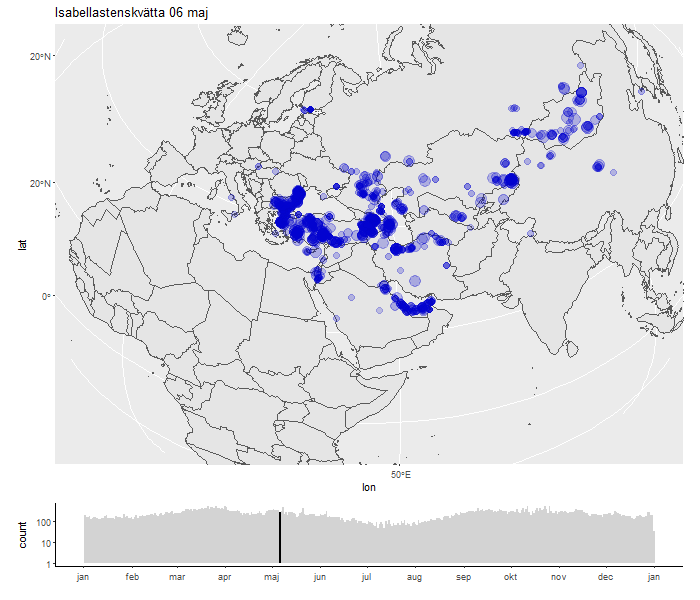 Isabellastenskvätta 06 maj
20°N
20°N
0°
lat
50°E
lon
count
100
10
1
jan feb mar apr maj jun jul aug sep okt nov dec jan